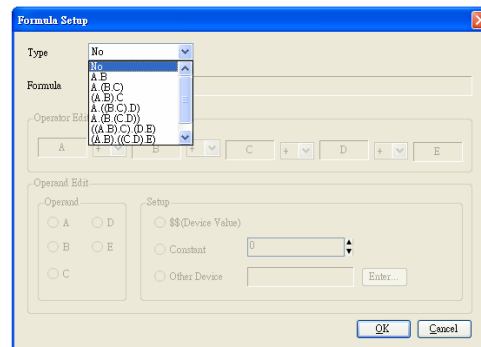 Formula Setup
Type No
No
A.B
A.(B.C)
(A.B).C
A.((B.C).D)
A.(B.(C.D))
((A.B).C).(D.E)
(A.B).((C.D).E)
Formula
Operator Edit
A + B + C + D + E
Operand Edit
Operand
A D
B E
C
Setup
$$(Device Value)
Constant 0
Other Device Enter...
OK Cancel